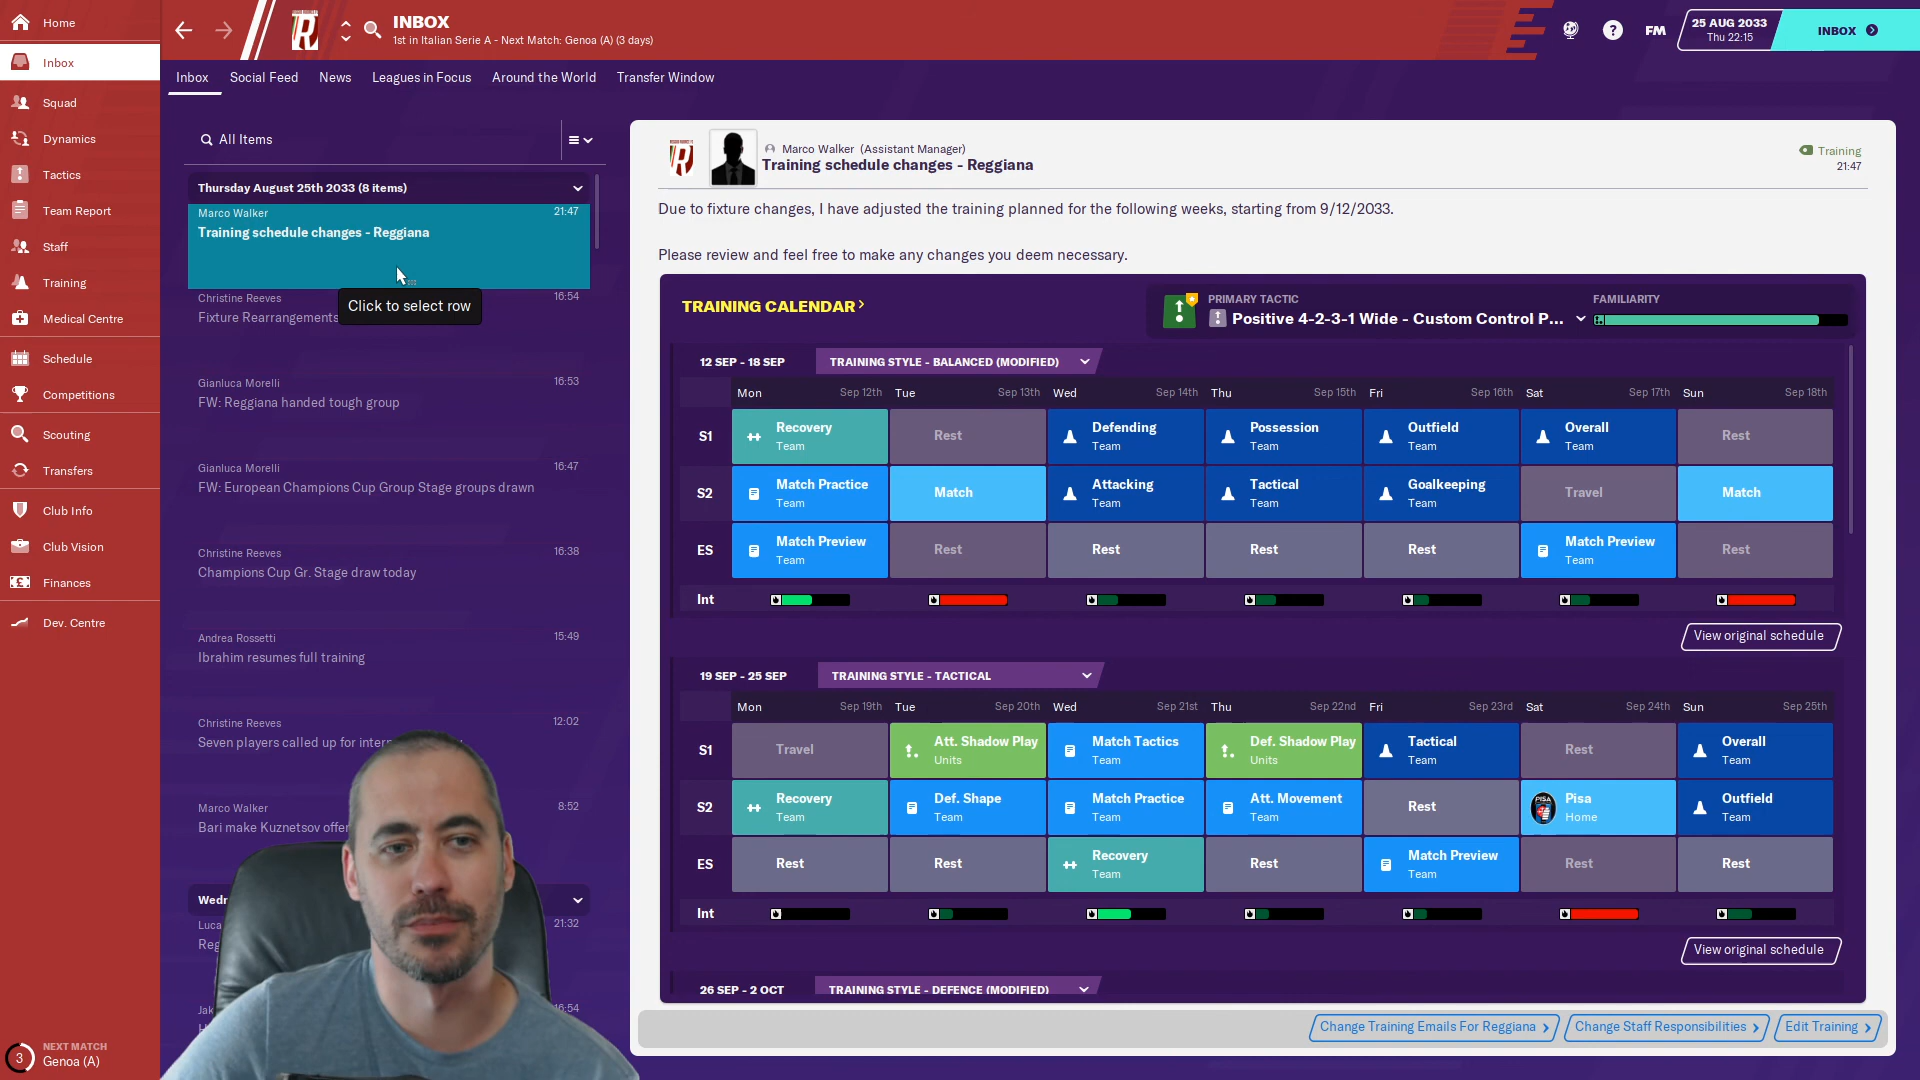 Home
Inbox
Squad
Dynamics
Tactics
Team Report
Staff
Training
Medical Centre
Schedule
Competitions
Scouting
Transfers
Club Info
Club Vision
Finances
Dev. Centre
3
NEXT MATCH
Genoa (A)
INBOX
1st in Italian Serie A - Next Match: Genoa (A) (3 days)
FM
25 AUG 2033
Thu 22:15
INBOX
Inbox Social Feed News Leagues in Focus Around the World Transfer Window
All Items
Thursday August 25th 2033 (8 items)
Marco Walker 21:47
Training schedule changes - Reggiana
Click to select row
Christine Reeves 16:54
Fixture Rearrangements
Gianluca Morelli 16:53
FW: Reggiana handed tough group
Gianluca Morelli 16:47
FW: European Champions Cup Group Stage groups drawn
Christine Reeves 16:38
Champions Cup Gr. Stage draw today
Andrea Rossetti 15:49
Ibrahim resumes full training
Christine Reeves 12:02
Seven players called up for
Marco Walker 8:52
Bari make Kuznetsov offer
21:32
16:54
Marco Walker (Assistant Manager)
Training schedule changes - Reggiana
Training
21:47
Due to fixture changes, I have adjusted the training planned for the following weeks, starting from 9/12/2033.
Please review and feel free to make any changes you deem necessary.
TRAINING CALENDAR
PRIMARY TACTIC
Positive 4-2-3-1 Wide - Custom Control P...
FAMILIARITY
12 SEP - 18 SEP TRAINING STYLE - BALANCED (MODIFIED)
Mon Sep 12th Tue Sep 13th Wed Sep 14th Thu Sep 15th Fri Sep 16th Sat Sep 17th Sun Sep 18th
S1 Recovery Team Rest Defending Team Possession Team Outfield Team Overall Team Rest
S2 Match Practice Team Match Attacking Team Tactical Team Goalkeeping Team Travel Match
ES Match Preview Team Rest Rest Rest Rest Match Preview Team Rest
Int
View original schedule
19 SEP - 25 SEP TRAINING STYLE - TACTICAL
Mon Sep 19th Tue Sep 20th Wed Sep 21st Thu Sep 22nd Fri Sep 23rd Sat Sep 24th Sun Sep 25th
S1 Travel Att. Shadow Play Units Match Tactics Team Def. Shadow Play Units Tactical Team Rest Overall Team
S2 Recovery Team Def. Shape Team Match Practice Team Att. Movement Team Rest Pisa Home Outfield Team
ES Rest Rest Recovery Team Rest Match Preview Team Rest Rest
Int
View original schedule
26 SEP - 2 OCT TRAINING STYLE - DEFENCE (MODIFIED)
Change Training Emails For Reggiana
Change Staff Responsibilities
Edit Training